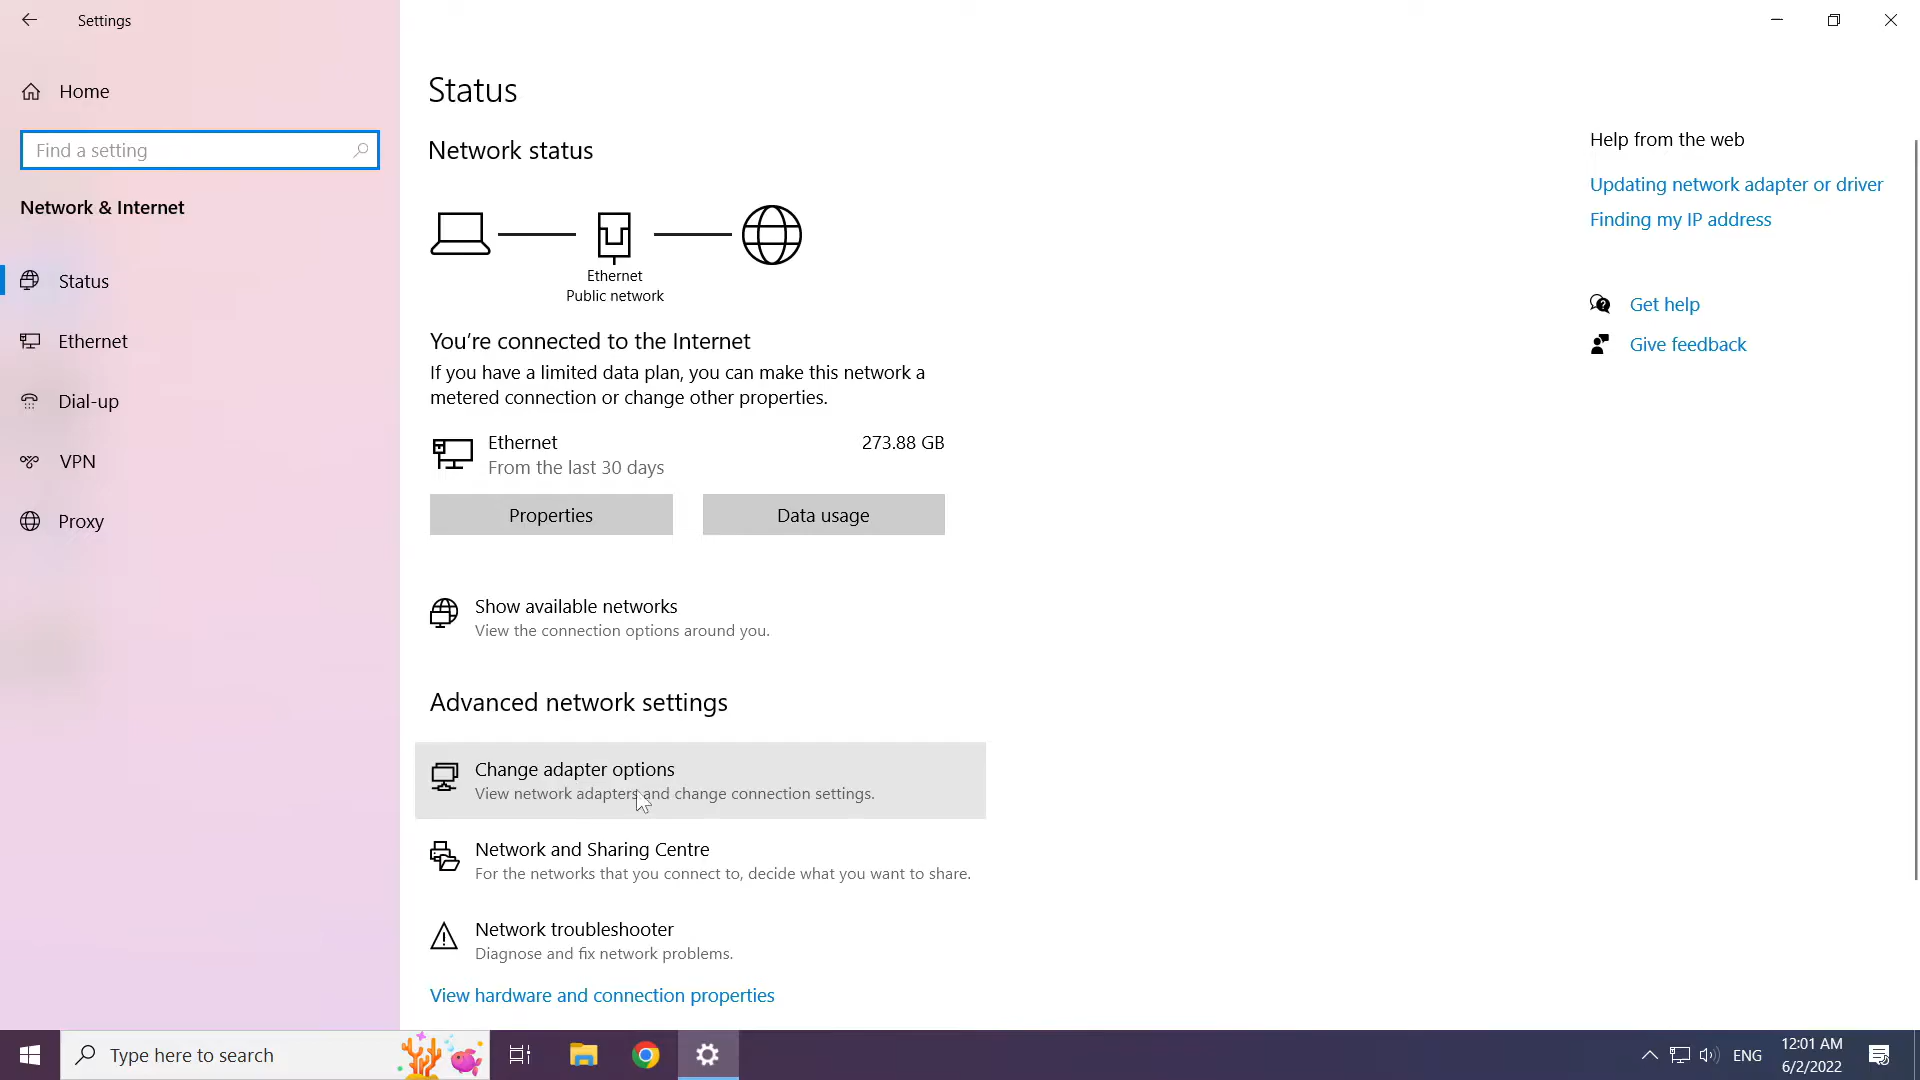 Settings
Home
Find a setting
Network & Internet
Status
Ethernet
Dial-up
VPN
Proxy
Status
Network status
Ethernet
Public network
You’re connected to the Internet
If you have a limited data plan, you can make this network a
metered connection or change other properties.
Ethernet 273.88 GB
From the last 30 days
Properties Data usage
Show available networks
View the connection options around you.
Advanced network settings
Change adapter options
View network adapters and change connection settings.
Network and Sharing Centre
For the networks that you connect to, decide what you want to share.
Network troubleshooter
Diagnose and fix network problems.
View hardware and connection properties
Help from the web
Updating network adapter or driver
Finding my IP address
Get help
Give feedback
Type here to search
ENG
12:01 AM
6/2/2022